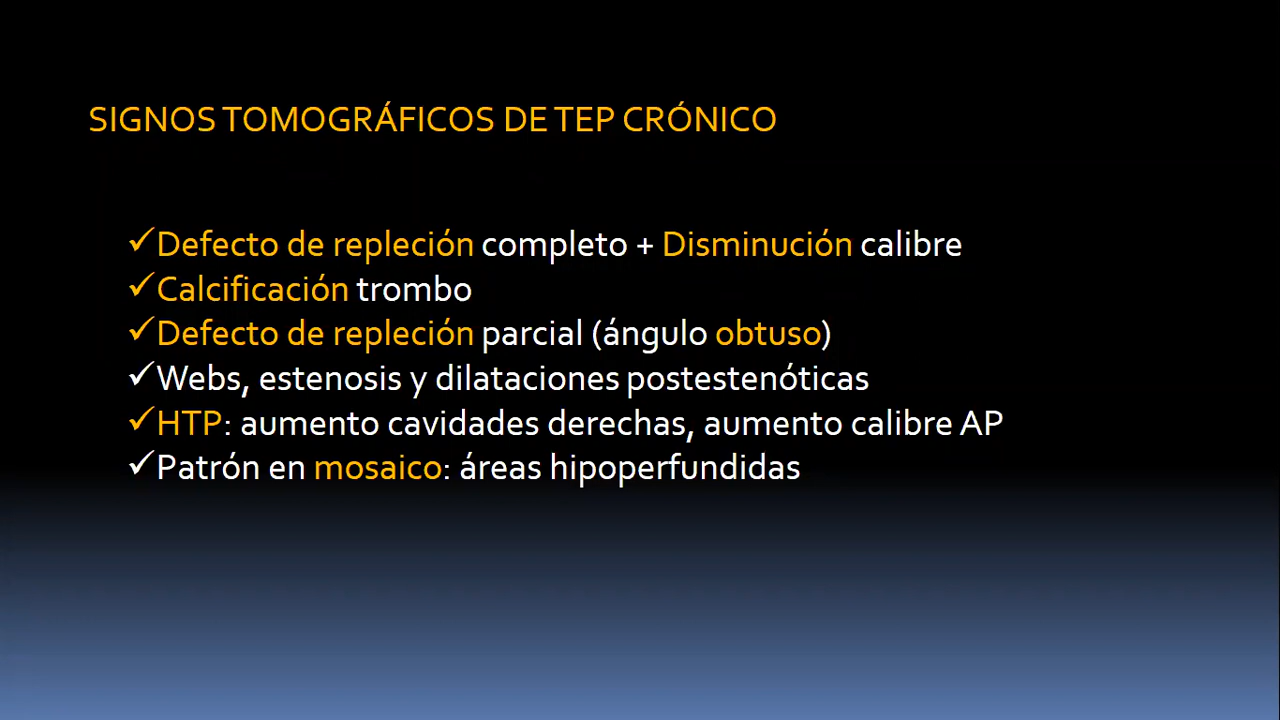 SIGNOS TOMOGRÁFICOS DE TEP CRÓNICO
✓Defecto de repleción completo + Disminución calibre
✓Calcificación trombo
✓Defecto de repleción parcial (ángulo obtuso)
✓Webs, estenosis y dilataciones postestenóticas
✓HTP: aumento cavidades derechas, aumento calibre AP
✓Patrón en mosaico: áreas hipoperfundidas